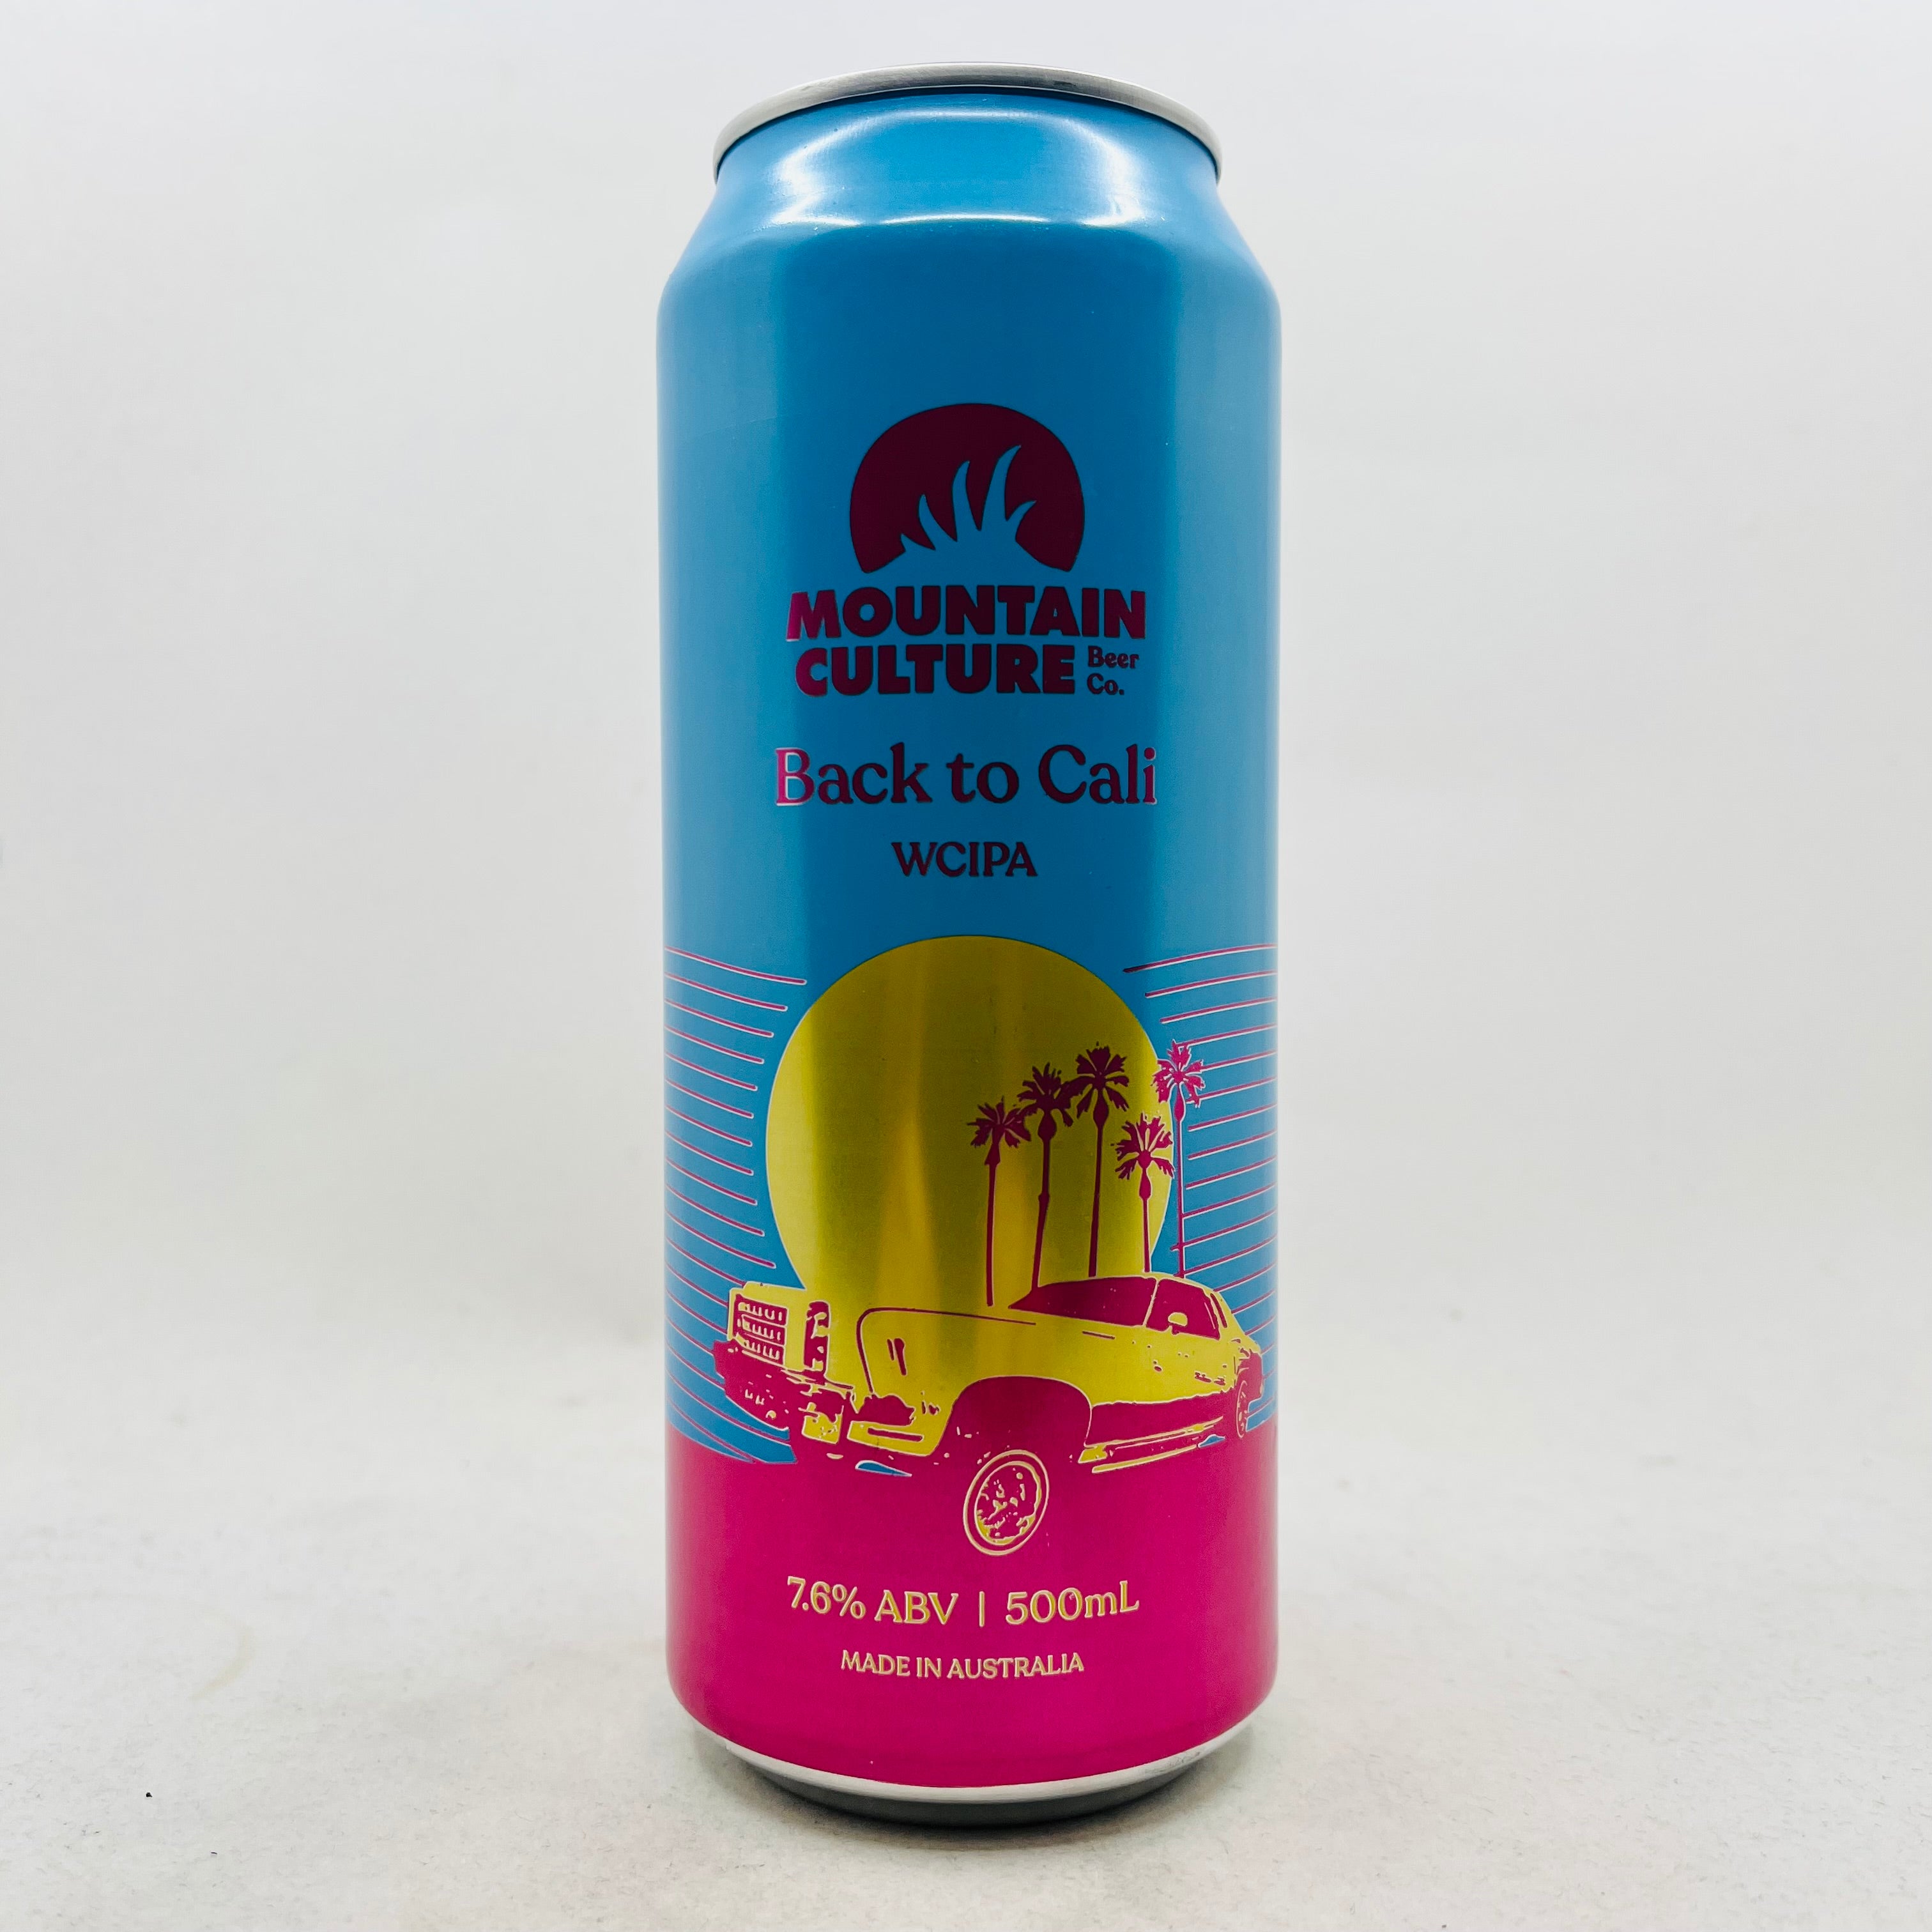 MOUNTAIN
CULTURE Beer Co.
Back to Cali
WCIPA
7.6% ABV | 500mL
MADE IN AUSTRALIA